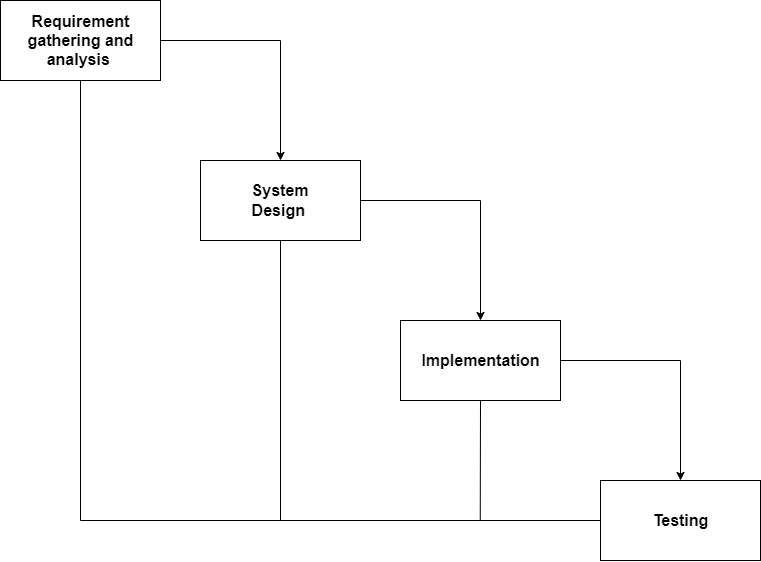 Requirement
gathering and
analysis
System
Design
Implementation
Testing